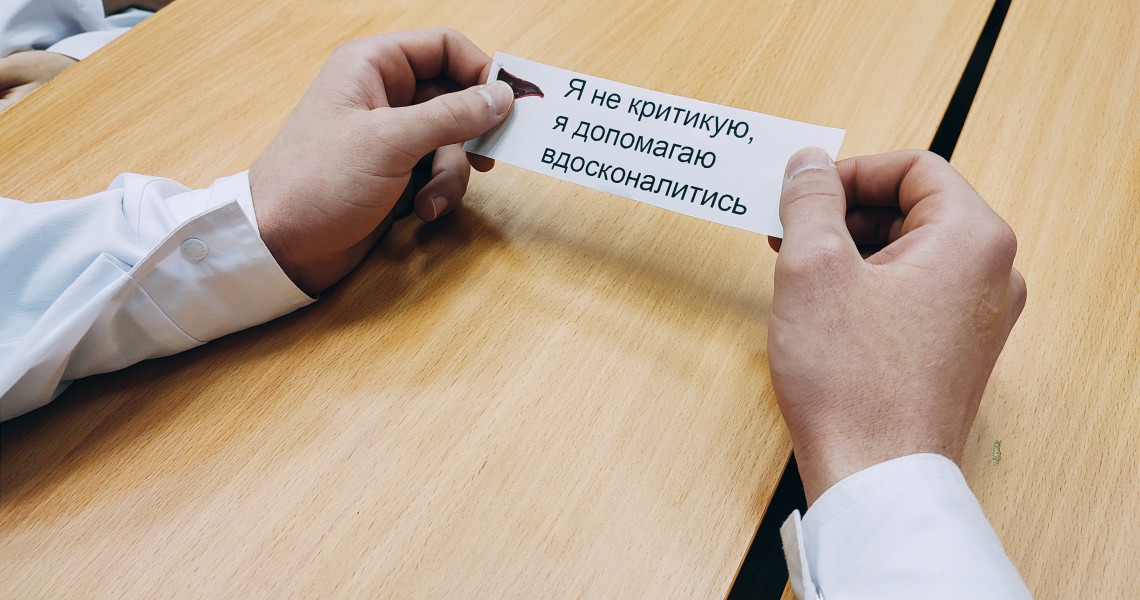 Я не критикую,
я допомагаю
вдосконалитись